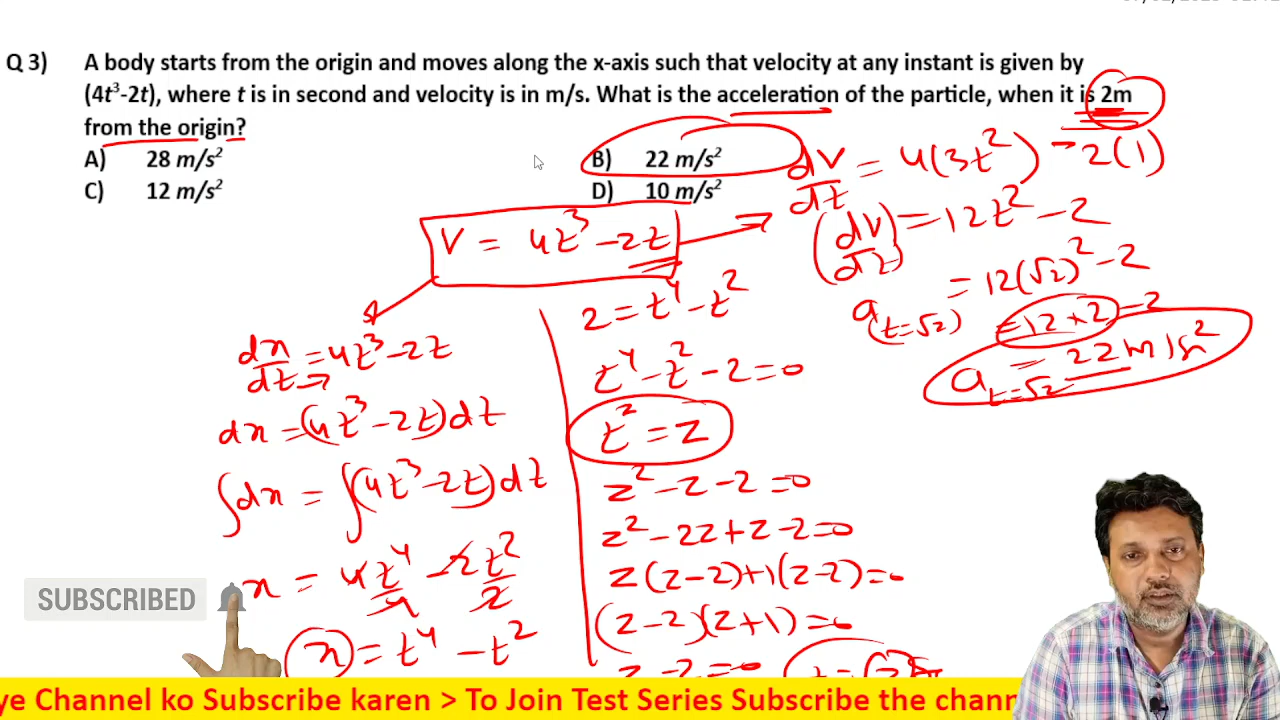 Q 3) A body starts from the origin and moves along the x-axis such that velocity at any instant is given by
(4t³-2t), where t is in second and velocity is in m/s. What is the acceleration of the particle, when it is 2m
from the origin?
A) 28 m/s²
B) 22 m/s²
C) 12 m/s²
D) 10 m/s²
V = 4t³ - 2t
dx/dt = 4t³ - 2t
dx = (4t³ - 2t)dt
∫dx = ∫(4t³ - 2t)dt
x = 4t⁴/4 - 2t²/2
x = t⁴ - t²
2 = t⁴ - t²
t⁴ - t² - 2 = 0
t² = z
z² - z - 2 = 0
z² - 2z + z - 2 = 0
z(z-2)+1(z-2) = 0
(z-2)(z+1) = 0
z - 2 = 0
dV/dt = 4(3t²) - 2(1)
(dV/dt) = 12t² - 2
a(t=√2) = 12(√2)² - 2
= 12×2 - 2
a t=√2 = 22 m/s²
SUBSCRIBED
ye Channel ko Subscribe karen > To Join Test Series Subscribe the chann